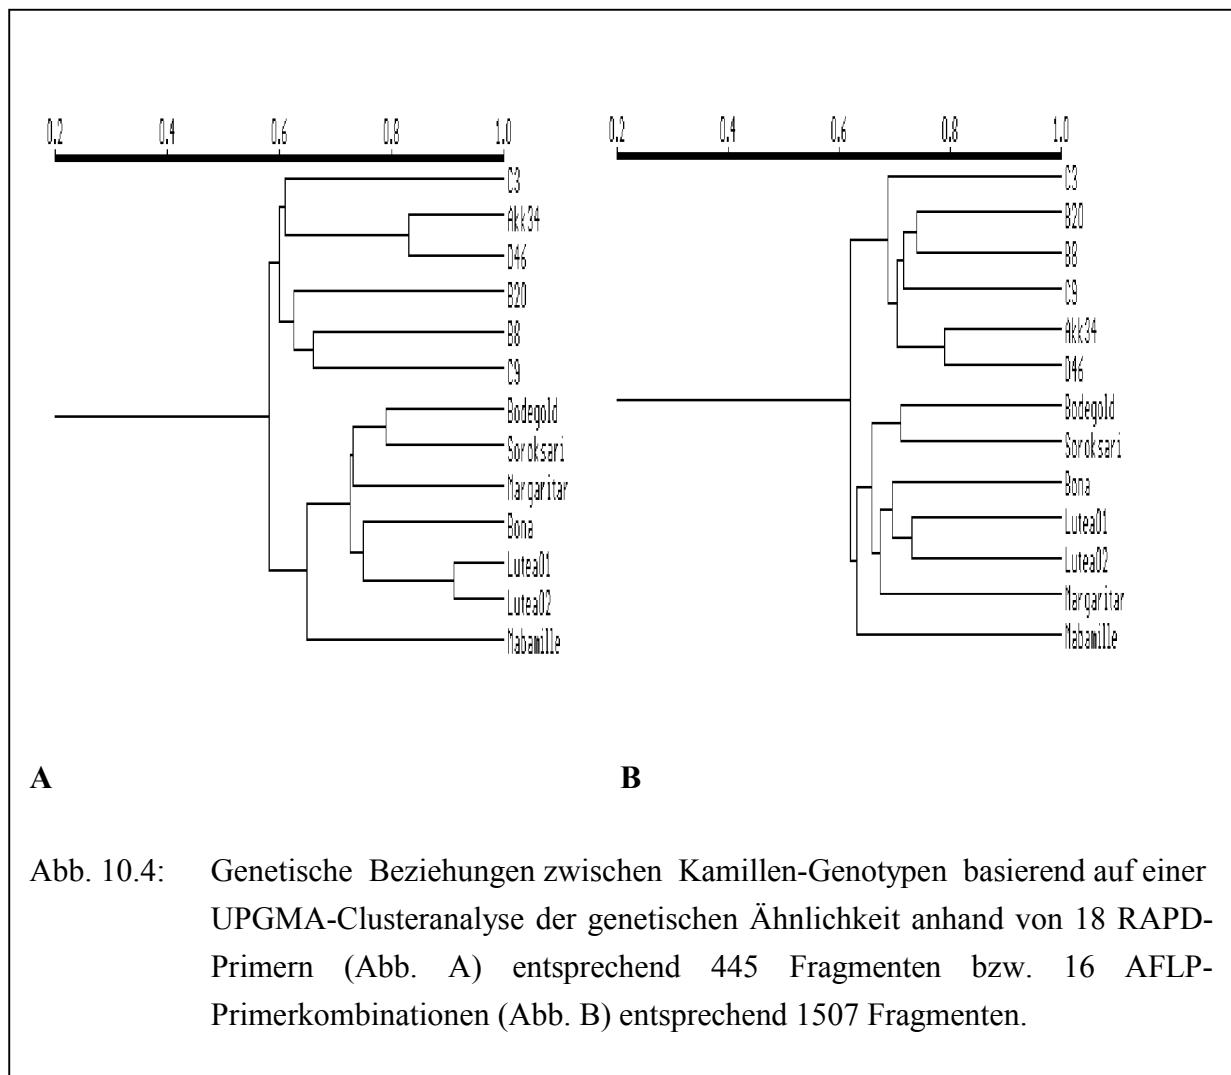 0.2 0.4 0.6 0.8 1.0
C3
Akk34
D46
B20
B8
C9
Bodegold
Soroksari
Margaritar
Bona
Lutea01
Lutea02
Mabamille
0.2 0.4 0.6 0.8 1.0
C3
B20
B8
C9
Akk34
D46
Bodegold
Soroksari
Bona
Lutea01
Lutea02
Margaritar
Mabamille
A B
Abb. 10.4: Genetische Beziehungen zwischen Kamillen-Genotypen basierend auf einer
UPGMA-Clusteranalyse der genetischen Ähnlichkeit anhand von 18 RAPD-
Primern (Abb. A) entsprechend 445 Fragmenten bzw. 16 AFLP-
Primerkombinationen (Abb. B) entsprechend 1507 Fragmenten.